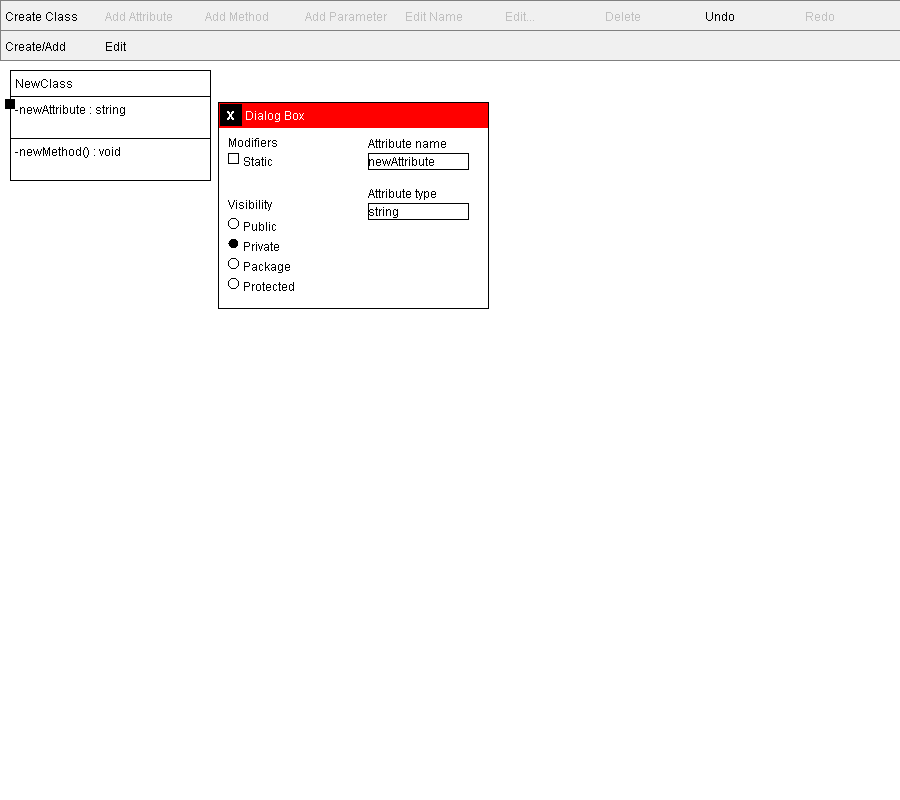 Create Class Add Attribute Add Method Add Parameter Edit Name Edit... Delete Undo Redo
Create/Add Edit
NewClass
-newAttribute : string
-newMethod() : void
X Dialog Box
Modifiers
Static
Visibility
Public
Private
Package
Protected
Attribute name
newAttribute
Attribute type
string